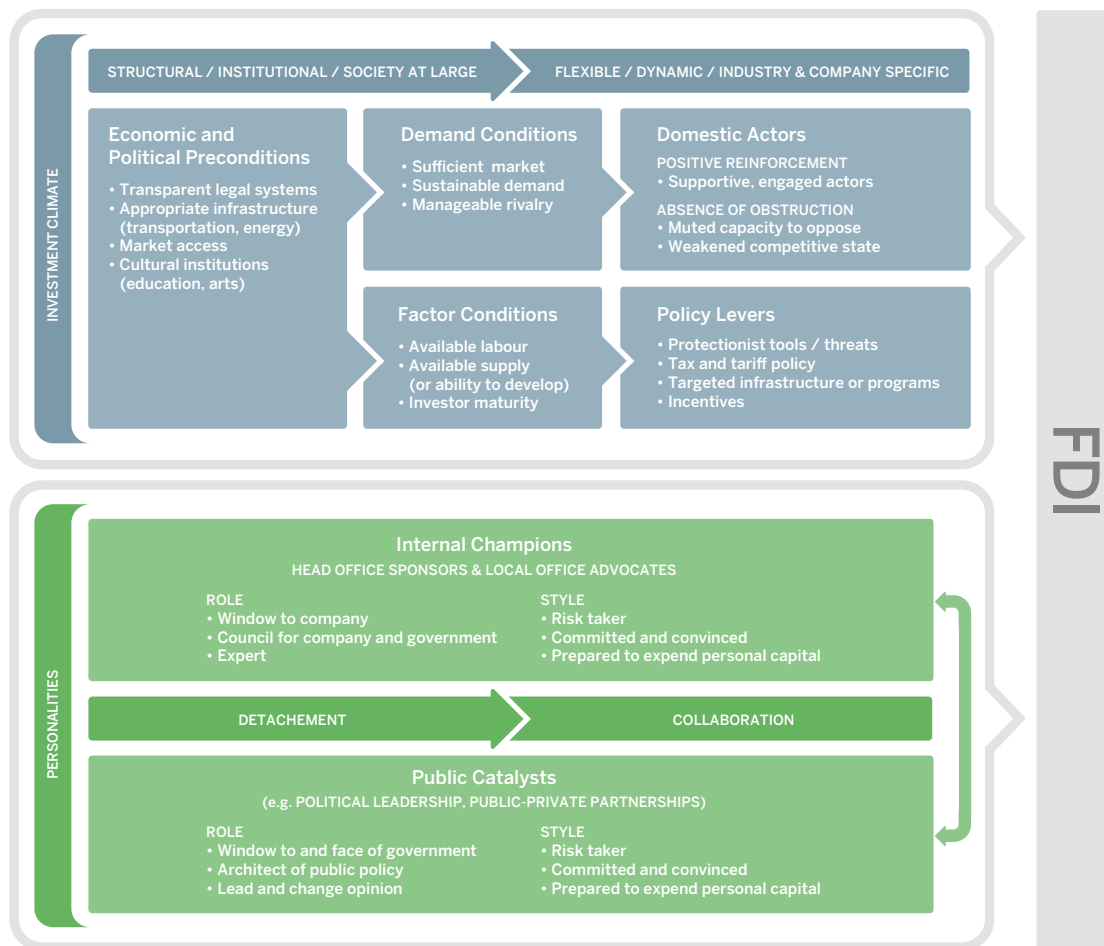 INVESTMENT CLIMATE
STRUCTURAL / INSTITUTIONAL / SOCIETY AT LARGE
FLEXIBLE / DYNAMIC / INDUSTRY & COMPANY SPECIFIC
Economic and
Political Preconditions
• Transparent legal systems
• Appropriate infrastructure
(transportation, energy)
• Market access
• Cultural institutions
(education, arts)
Demand Conditions
• Sufficient market
• Sustainable demand
• Manageable rivalry
Domestic Actors
POSITIVE REINFORCEMENT
• Supportive, engaged actors
ABSENCE OF OBSTRUCTION
• Muted capacity to oppose
• Weakened competitive state
Factor Conditions
• Available labour
• Available supply
(or ability to develop)
• Investor maturity
Policy Levers
• Protectionist tools / threats
• Tax and tariff policy
• Targeted infrastructure or programs
• Incentives
FDI
PERSONALITIES
Internal Champions
HEAD OFFICE SPONSORS & LOCAL OFFICE ADVOCATES
ROLE
• Window to company
• Council for company and government
• Expert
STYLE
• Risk taker
• Committed and convinced
• Prepared to expend personal capital
DETACHEMENT
COLLABORATION
Public Catalysts
(e.g. POLITICAL LEADERSHIP, PUBLIC-PRIVATE PARTNERSHIPS)
ROLE
• Window to and face of government
• Architect of public policy
• Lead and change opinion
STYLE
• Risk taker
• Committed and convinced
• Prepared to expend personal capital